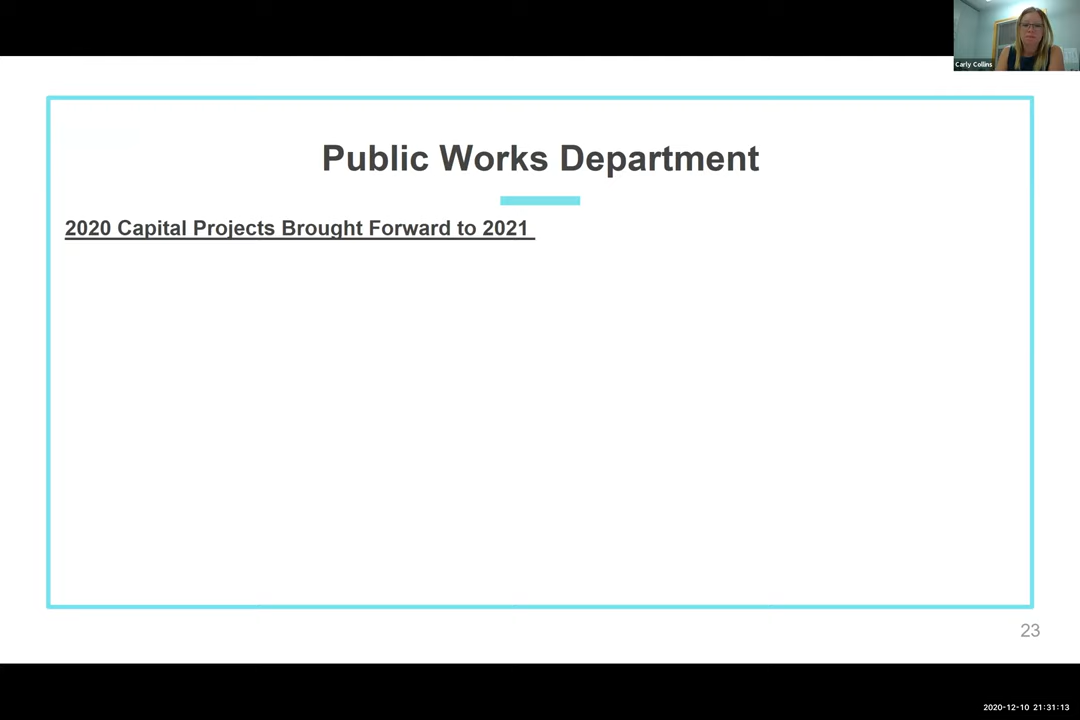 Carly Collins
Public Works Department
2020 Capital Projects Brought Forward to 2021
23
2020-12-10 21:31:13